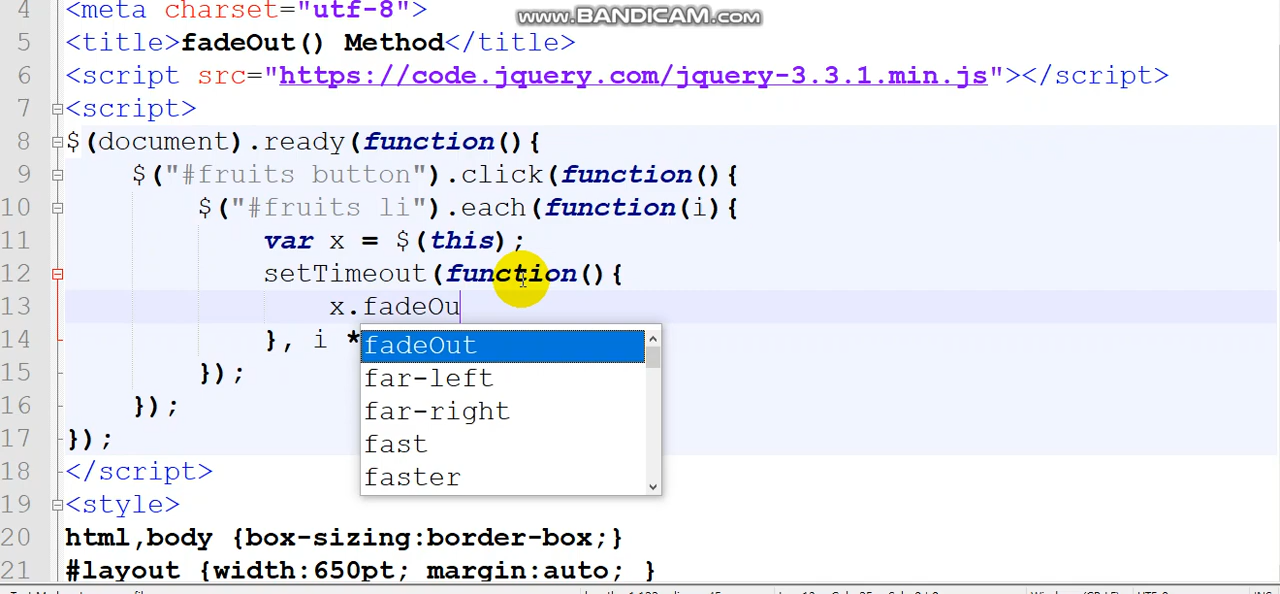 www.BANDICAM.com
4 <meta charset="utf-8">
5 <title>fadeOut() Method</title>
6 <script src="https://code.jquery.com/jquery-3.3.1.min.js"></script>
7 <script>
8 $(document).ready(function(){
9 $("#fruits button").click(function(){
10 $("#fruits li").each(function(i){
11 var x = $(this);
12 setTimeout(function(){
13 x.fadeOu
14 }, i *
fadeOut
far-left
far-right
fast
faster
15 });
16 });
17 });
18 </script>
19 <style>
20 html,body {box-sizing:border-box;}
21 #layout {width:650pt; margin:auto; }